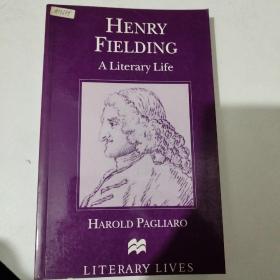 HENRY
FIELDING
A Literary Life
HAROLD PAGLIARO
LITERARY LIVES